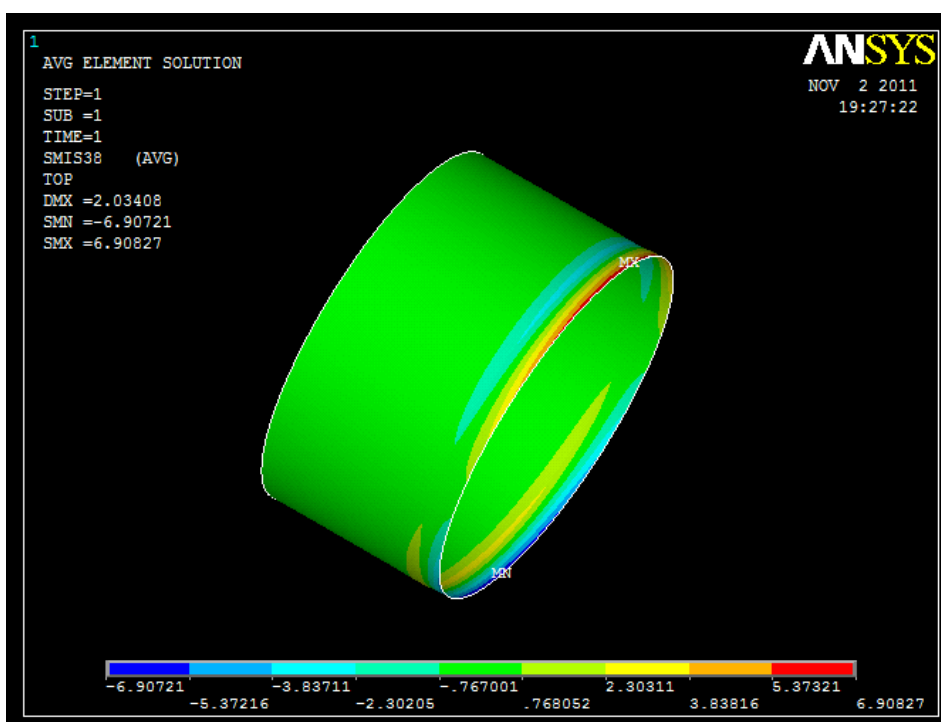 1
ANSYS
AVG ELEMENT SOLUTION
NOV 2 2011
19:27:22
STEP=1
SUB =1
TIME=1
SMIS38 (AVG)
TOP
DMX =2.03408
SMN =-6.90721
SMX =6.90827
MX
MN
-6.90721 -3.83711 -.767001 2.30311 5.37321
-5.37216 -2.30205 .768052 3.83816 6.90827